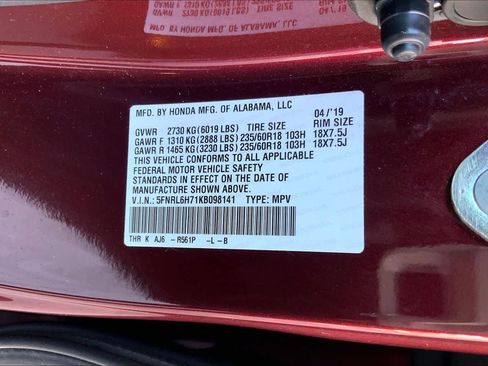 MFD. BY HONDA MFG. OF ALABAMA, LLC 04/'19
GVWR 2730 KG (6019 LBS) TIRE SIZE RIM SIZE
GAWR F 1310 KG (2888 LBS) 235/60R18 103H 18X7.5J
GAWR R 1465 KG (3230 LBS) 235/60R18 103H 18X7.5J
THIS VEHICLE CONFORMS TO ALL APPLICABLE
FEDERAL MOTOR VEHICLE SAFETY
STANDARDS IN EFFECT ON THE DATE OF
MANUFACTURE SHOWN ABOVE.
V.I.N.: 5FNRL6H71KB098141 TYPE: MPV
THR K AJ6 -R561P -L-B